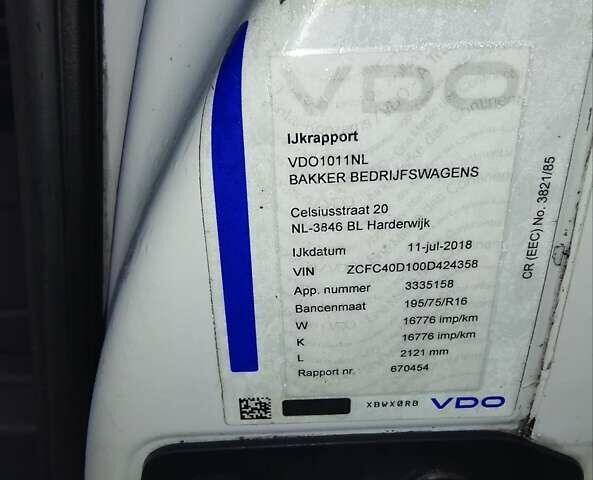 VDO
IJkrapport
VDO1011NL
BAKKER BEDRIJFSWAGENS
Celsiusstraat 20
NL-3846 BL Harderwijk
IJkdatum 11-jul-2018
VIN ZCFC40D100D424358
App. nummer 3335158
Bancenmaat 195/75/R16
W 16776 imp/km
K 16776 imp/km
L 2121 mm
Rapport nr. 670454
XBWX0RB VDO
CR (EEC) No. 3821/85